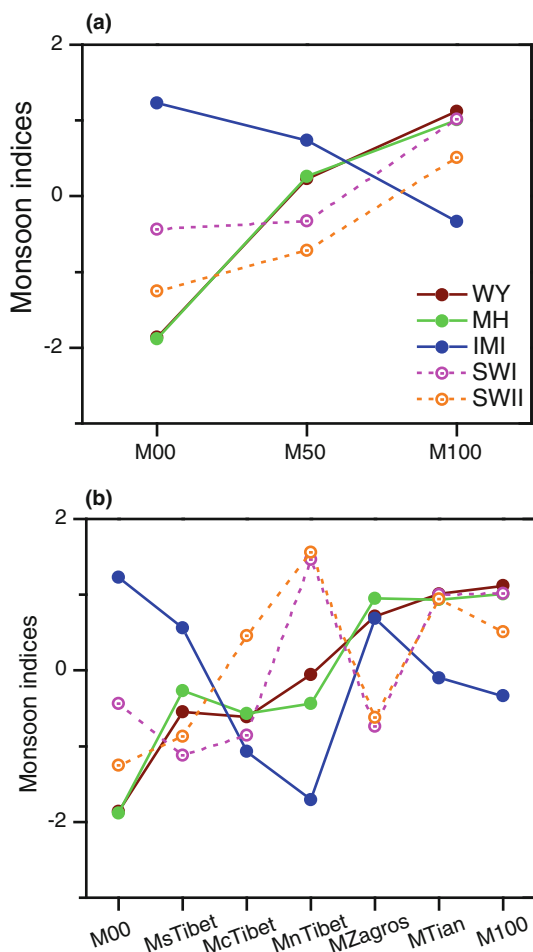 (a)
2
0
-2
Monsoon indices
WY
MH
IMI
SWI
SWII
M00 M50 M100
(b)
2
0
-2
Monsoon indices
M00 MsTibet McTibet MnTibet MZagros MTian M100